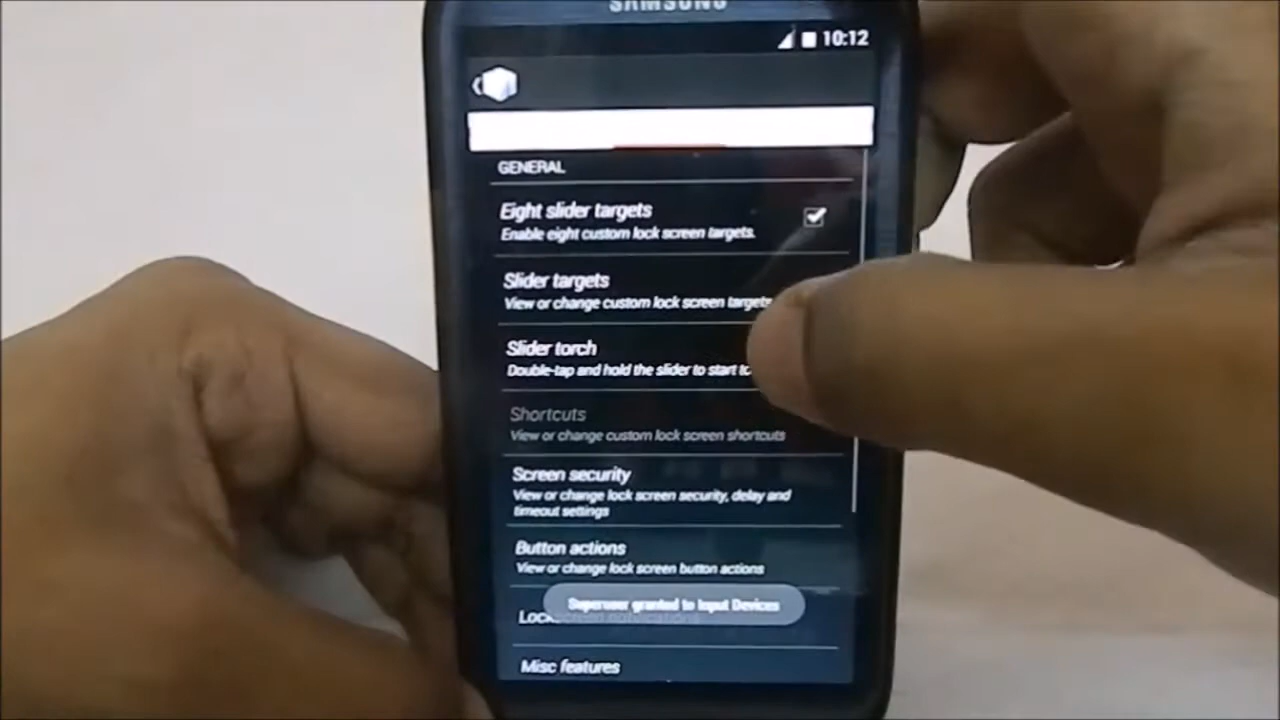 SAMSUNG
10:12
GENERAL
Eight slider targets
Enable eight custom lock screen targets.
Slider targets
View or change custom lock screen targets
Slider torch
Double-tap and hold the slider to start
Shortcuts
View or change custom lock screen shortcuts
Screen security
View or change lock screen security, delay and
timeout settings
Button actions
View or change lock screen button actions
Superuser granted to Input Devices
Misc features